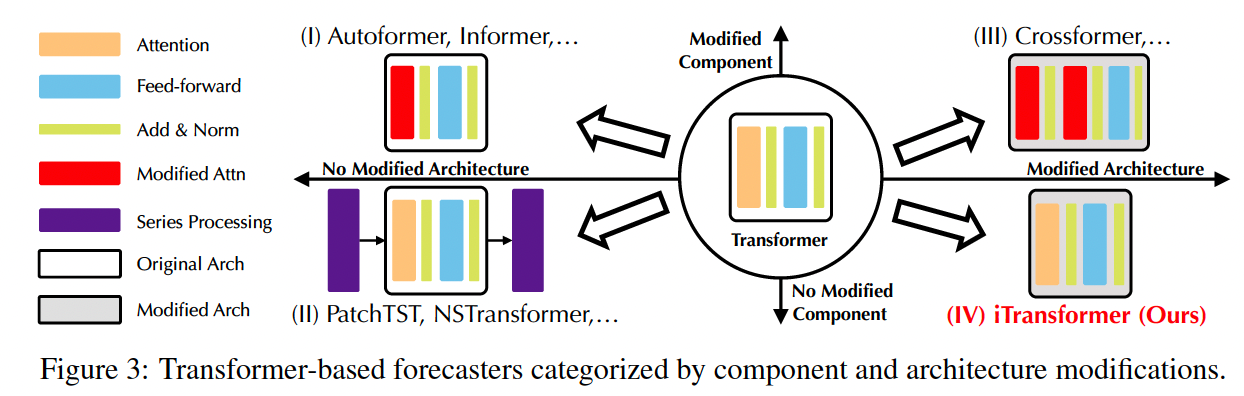 Attention
Feed-forward
Add & Norm
Modified Attn
Series Processing
Original Arch
Modified Arch
(I) Autoformer, Informer,...
Modified
Component
(III) Crossformer,...
No Modified Architecture
Modified Architecture
Transformer
(II) PatchTST, NSTransformer,...
No Modified
Component
(IV) iTransformer (Ours)
Figure 3: Transformer-based forecasters categorized by component and architecture modifications.